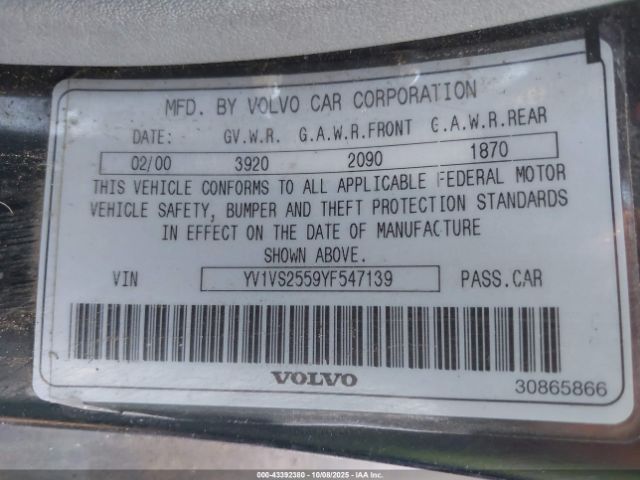 MFD. BY VOLVO CAR CORPORATION
DATE: GV.W.R. G.A.W.R.FRONT G.A.W.R.REAR
02/00 3920 2090 1870
THIS VEHICLE CONFORMS TO ALL APPLICABLE FEDERAL MOTOR
VEHICLE SAFETY, BUMPER AND THEFT PROTECTION STANDARDS
IN EFFECT ON THE DATE OF MANUFACTURE
SHOWN ABOVE.
VIN YV1VS2559YF547139 PASS.CAR
VOLVO
30865866
000-43392380 | 10/08/2025 | IAAI.COM